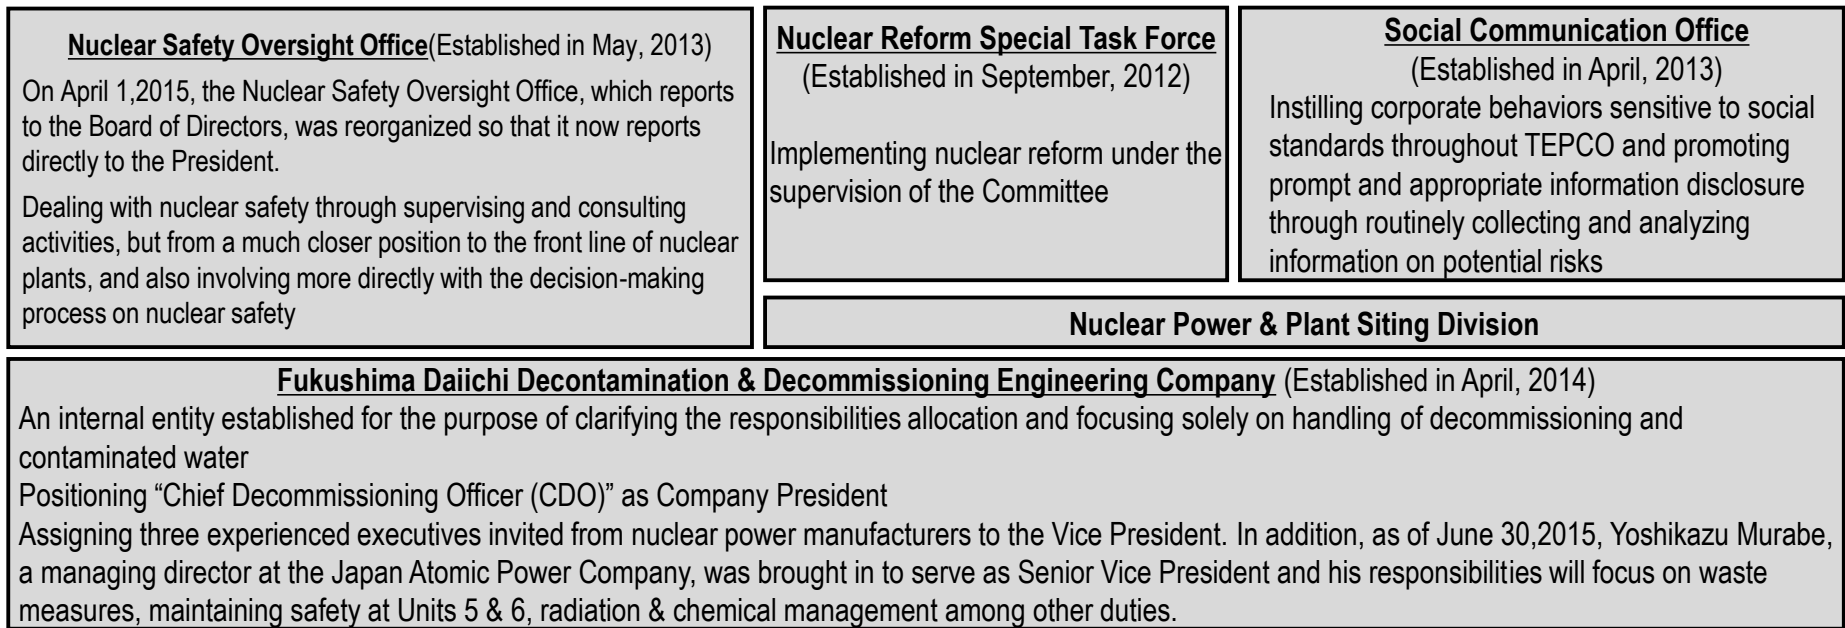 Nuclear Safety Oversight Office(Established in May, 2013)
On April 1,2015, the Nuclear Safety Oversight Office, which reports
to the Board of Directors, was reorganized so that it now reports
directly to the President.
Dealing with nuclear safety through supervising and consulting
activities, but from a much closer position to the front line of nuclear
plants, and also involving more directly with the decision-making
process on nuclear safety
Nuclear Reform Special Task Force
(Established in September, 2012)
Implementing nuclear reform under the
supervision of the Committee
Social Communication Office
(Established in April, 2013)
Instilling corporate behaviors sensitive to social
standards throughout TEPCO and promoting
prompt and appropriate information disclosure
through routinely collecting and analyzing
information on potential risks
Nuclear Power & Plant Siting Division
Fukushima Daiichi Decontamination & Decommissioning Engineering Company (Established in April, 2014)
An internal entity established for the purpose of clarifying the responsibilities allocation and focusing solely on handling of decommissioning and
contaminated water
Positioning “Chief Decommissioning Officer (CDO)” as Company President
Assigning three experienced executives invited from nuclear power manufacturers to the Vice President. In addition, as of June 30,2015, Yoshikazu Murabe,
a managing director at the Japan Atomic Power Company, was brought in to serve as Senior Vice President and his responsibilities will focus on waste
measures, maintaining safety at Units 5 & 6, radiation & chemical management among other duties.